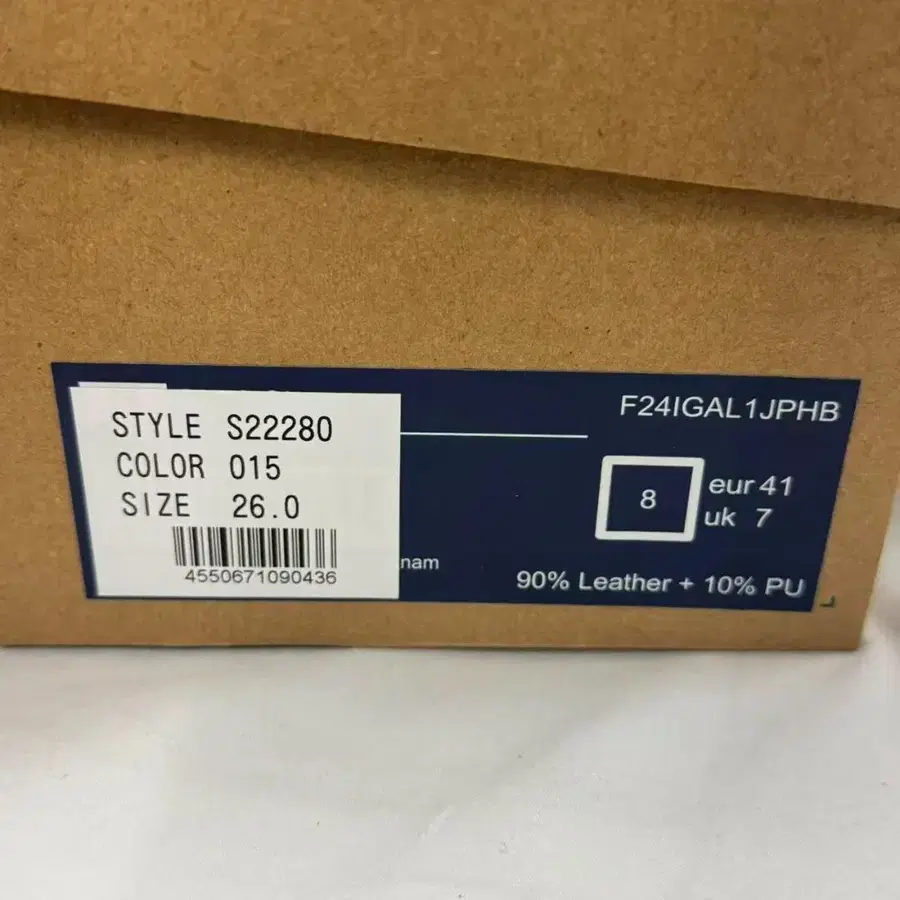 STYLE S22280
COLOR 015
SIZE 26.0
4550671090436
F24IGAL1JPHB
8
eur 41
uk 7
nam
90% Leather + 10% PU